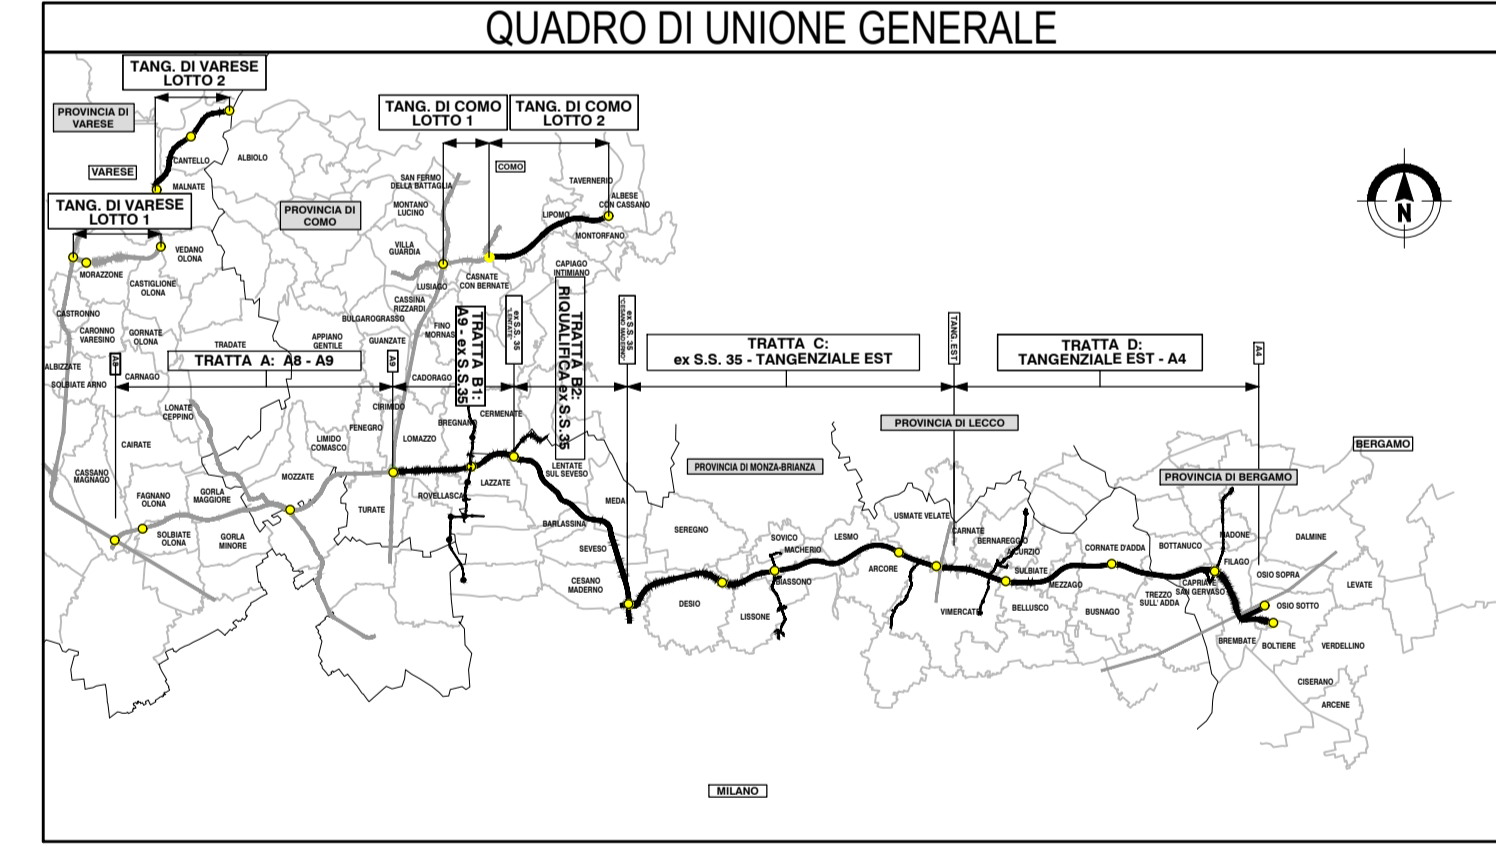 QUADRO DI UNIONE GENERALE
TANG. DI VARESE
LOTTO 2
PROVINCIA DI
VARESE
CANTELLO
ALBIOLO
VARESE
MALNATE
TANG. DI VARESE
LOTTO 1
VEDANO
OLONA
MORAZZONE
CASTIGLIONE
OLONA
PROVINCIA DI
COMO
TANG. DI COMO
LOTTO 1
TANG. DI COMO
LOTTO 2
COMO
SAN FERMO
DELLA BATTAGLIA
MONTANO
LUCINO
VILLA
GUARDIA
TAVERNERIO
ALBESE
CON CASSANO
LIPOMO
MONTORFANO
CAPIAGO
INTIMIANO
CASNATE
CON BERNATE
LUSIAGO
CASSINA
RIZZARDI
BULGAROGRASSO
FINO
MORNAS
CASTRONNO
CARONNO
VARESINO
GORNATE
OLONA
TRADATE
APPIANO
GENTILE
GUANZATE
ALBIZZATE
SOLBIATE ARNO
CARNAGO
A8
TRATTA A: A8 - A9
A9
CADORAGO
TRATTA B1:
A9 - ex S.S.35
ex S.S. 35
"LENTATE"
TRATTA B2:
RIQUALIFICA ex S.S.35
ex S.S. 35
"CESANO MADERNO"
TRATTA C:
ex S.S. 35 - TANGENZIALE EST
TANG. EST
TRATTA D:
TANGENZIALE EST - A4
A4
N
LONATE
CEPPINO
CAIRATE
CIRIMIDO
FENEGRO
LIMIDO
COMASCO
LOMAZZO
BREGNANO
CERMENATE
LENTATE
SUL SEVESO
CASSANO
MAGNAGO
FAGNANO
OLONA
GORLA
MAGGIORE
MOZZATE
TURATE
ROVELLASCA
LAZZATE
SOLBIATE
OLONA
GORLA
MINORE
MEDA
BARLASSINA
SEVESO
CESANO
MADERNO
PROVINCIA DI MONZA-BRIANZA
PROVINCIA DI LECCO
PROVINCIA DI BERGAMO
BERGAMO
SEREGNO
DESIO
SOVICO
MACHERIO
BIASSONO
LISSONE
LESMO
ARCORE
USMATE VELATE
CARNATE
BERNAREGGIO
AICURZIO
SULBIATE
MEZZAGO
VIMERCATE
BELLUSCO
BUSNAGO
CORNATE D'ADDA
BOTTANUCO
TREZZO
SULL' ADDA
MADONE
FILAGO
CAPRIATE
SAN GERVASO
DALMINE
OSIO SOPRA
LEVATE
OSIO SOTTO
BREMBATE
BOLTIERE
VERDELLINO
CISERANO
ARCENE
MILANO